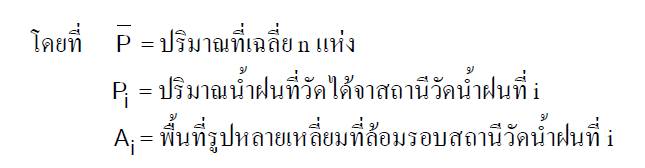 โดยที่ P̅ = ปริมาณที่เฉลี่ย n แห่ง
Pᵢ = ปริมาณน้ำฝนที่วัดได้จาสถานีวัดน้ำฝนที่ i
Aᵢ = พื้นที่รูปหลายเหลี่ยมที่ล้อมรอบสถานีวัดน้ำฝนที่ i